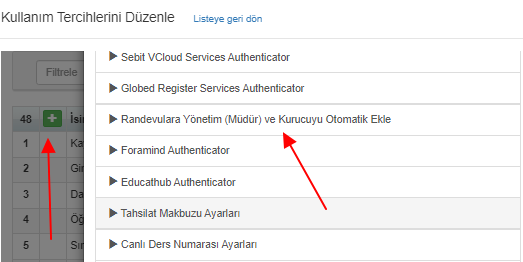 Kullanım Tercihlerini Düzenle Listeye geri dön
Sebit VCloud Services Authenticator
Filtrele
Globed Register Services Authenticator
48 + İsi
Randevulara Yönetim (Müdür) ve Kurucuyu Otomatik Ekle
1 Ka
Foramind Authenticator
2 Gir
Educathub Authenticator
3 Da
4 Öğ
Tahsilat Makbuzu Ayarları
5 Sın
Canlı Ders Numarası Ayarları